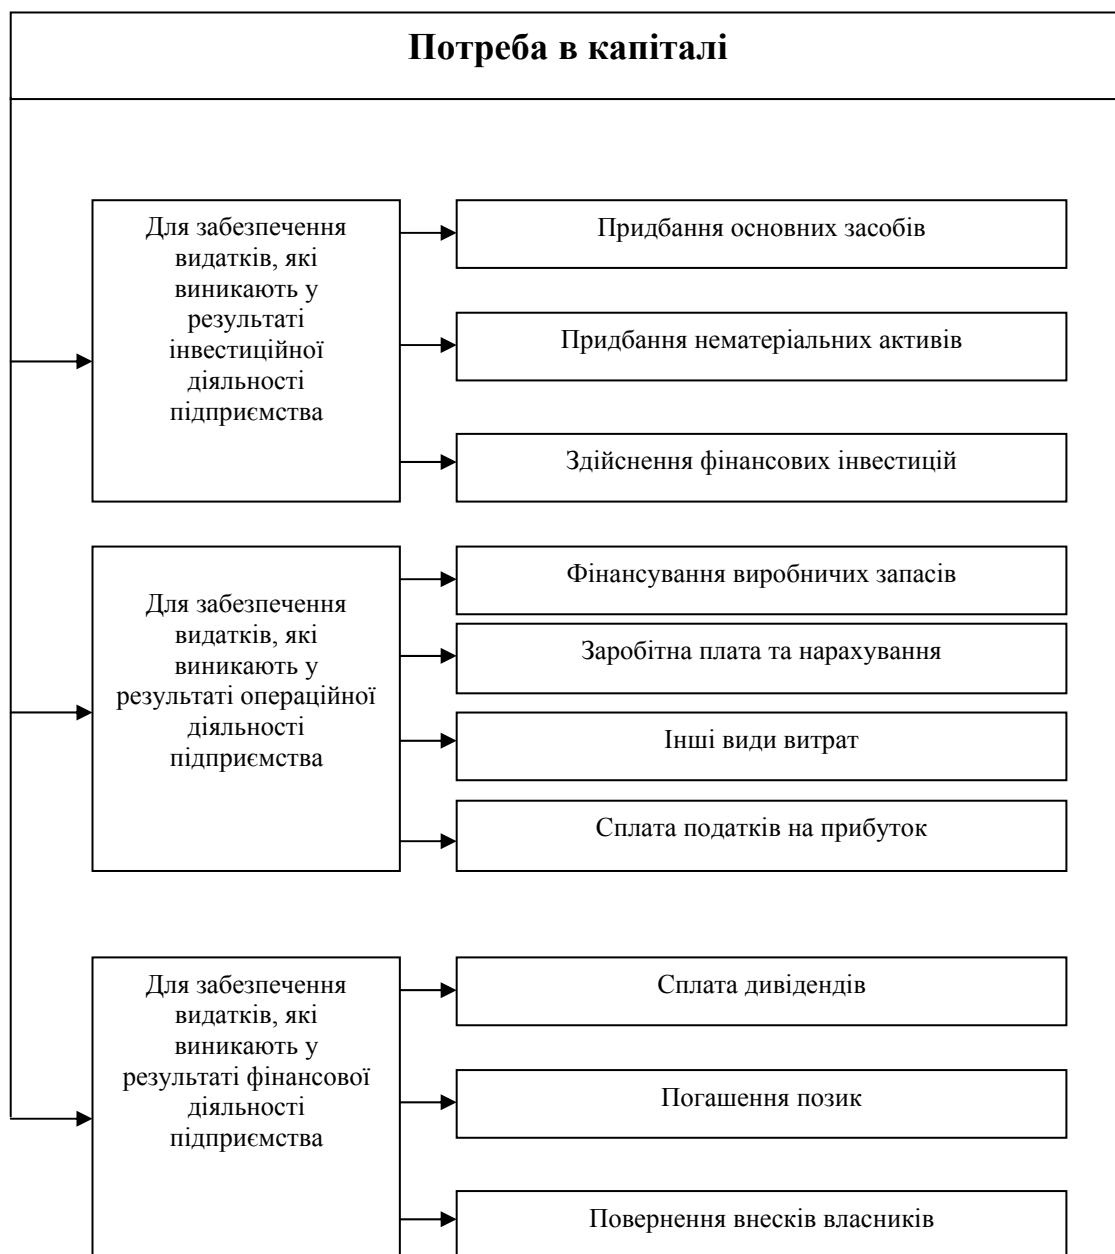 Потреба в капіталі
Для забезпечення
видатків, які
виникають у
результаті
інвестиційної
діяльності
підприємства
Придбання основних засобів
Придбання нематеріальних активів
Здійснення фінансових інвестицій
Для забезпечення
видатків, які
виникають у
результаті операційної
діяльності
підприємства
Фінансування виробничих запасів
Заробітна плата та нарахування
Інші види витрат
Сплата податків на прибуток
Для забезпечення
видатків, які
виникають у
результаті фінансової
діяльності
підприємства
Сплата дивідендів
Погашення позик
Повернення внесків власників